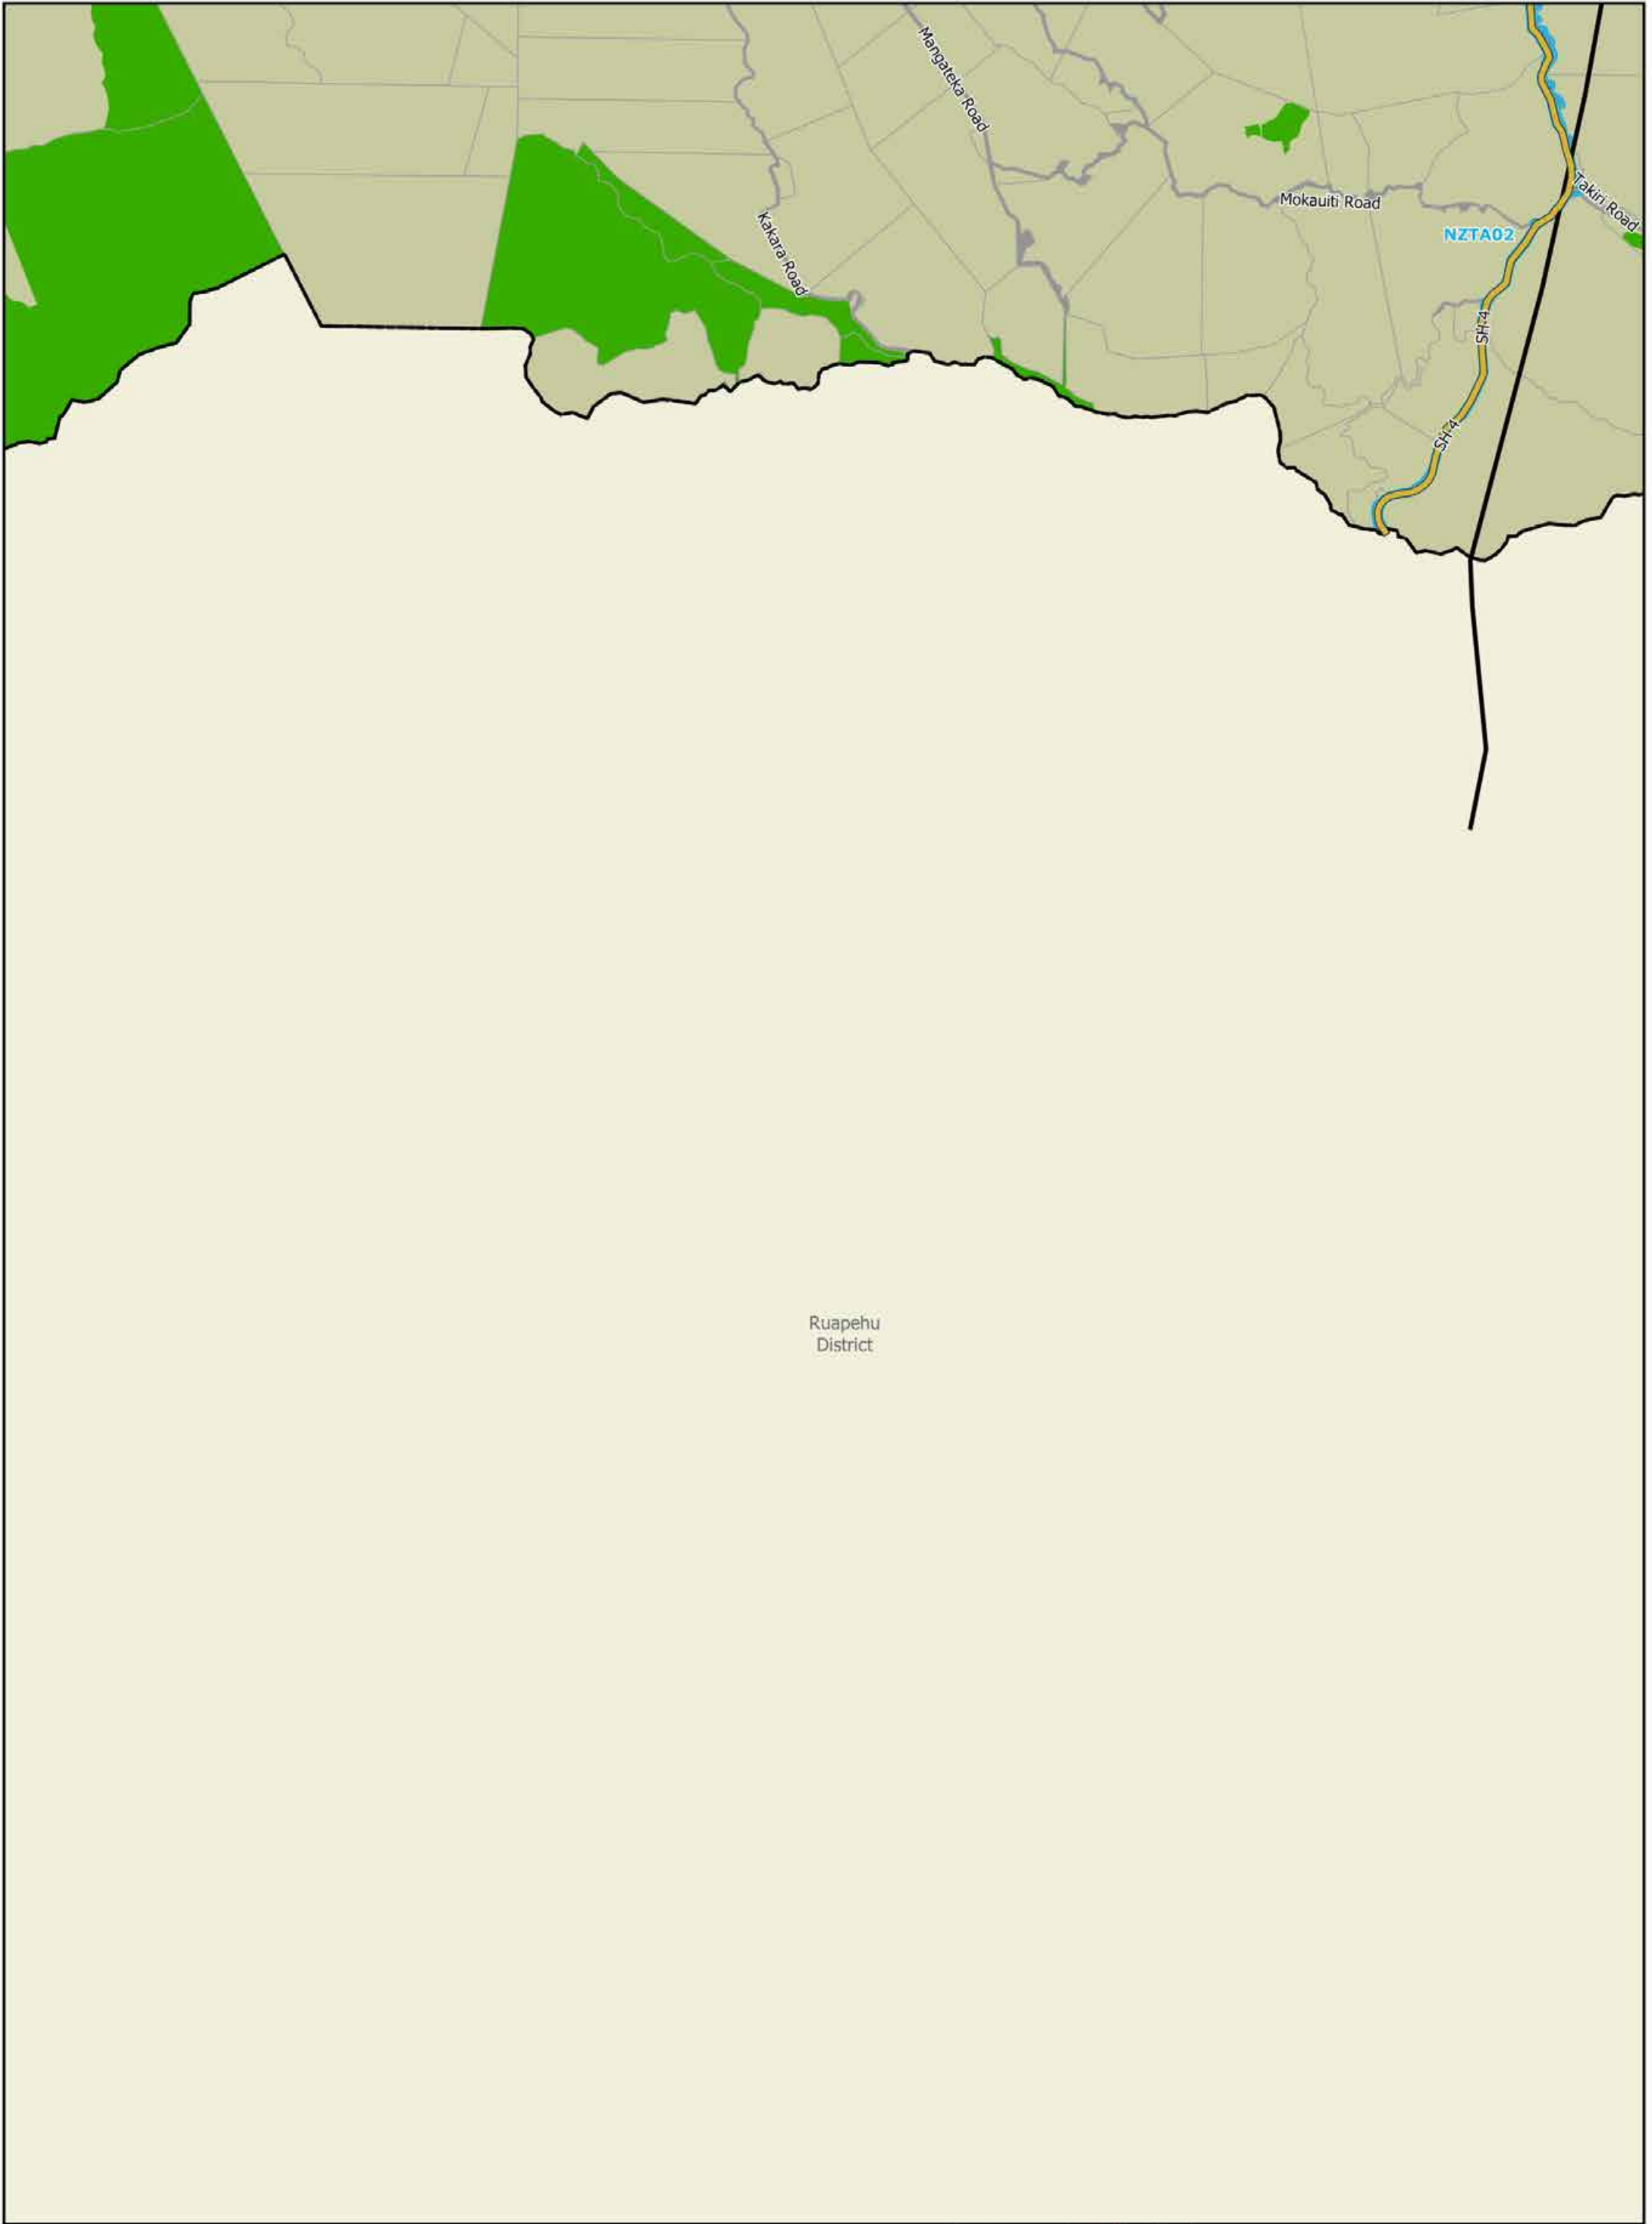 Mangateka Road
Takiri Road
Mokauiti Road
Kakara Road
NZTA02
SH 4
SH 4
Ruapehu
District